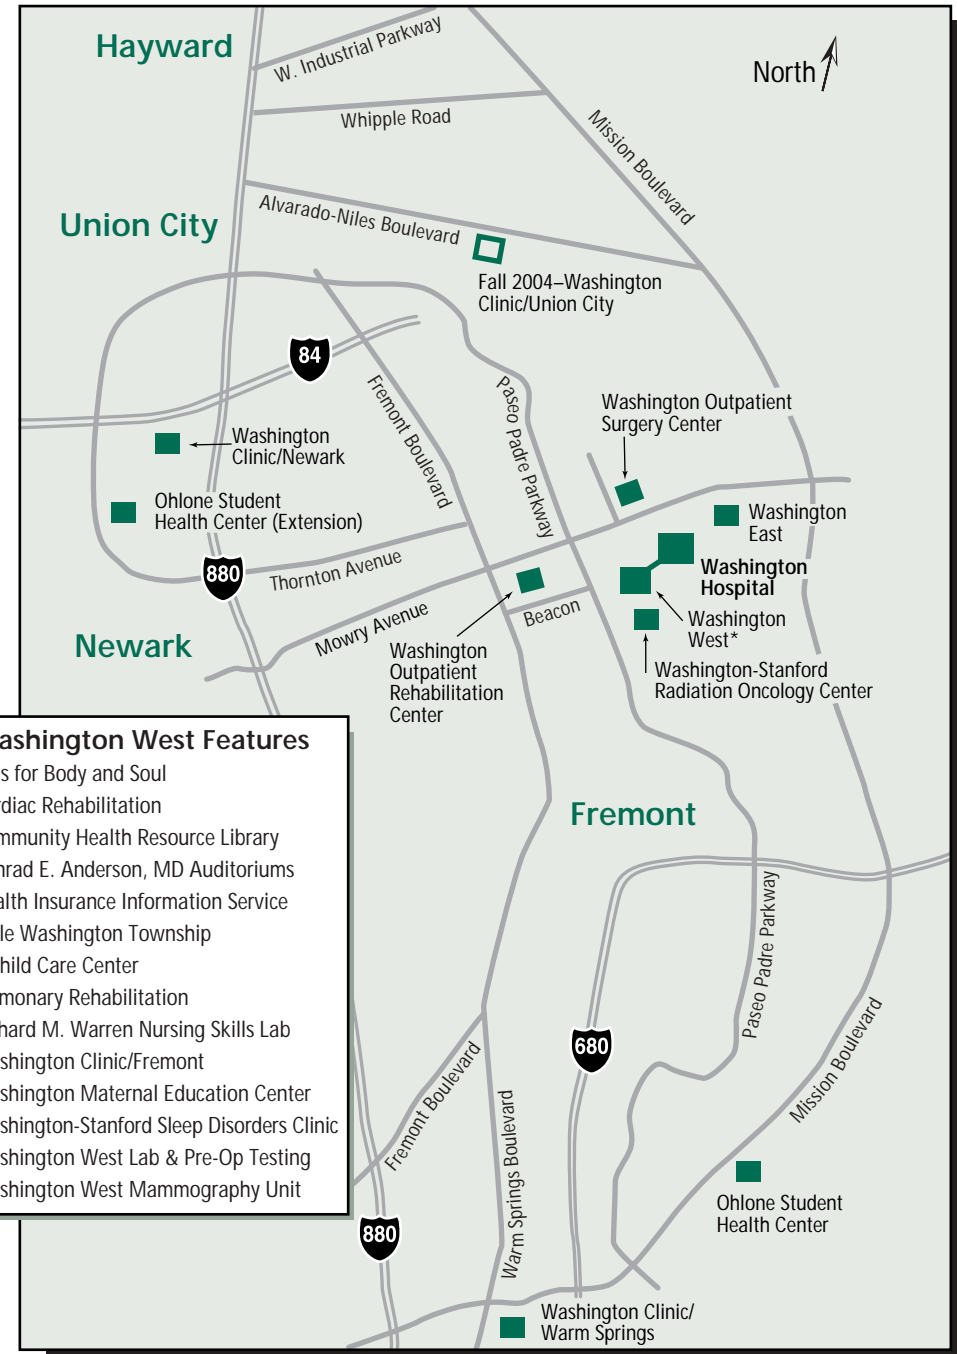 Hayward
W. Industrial Parkway
North
Whipple Road
Mission Boulevard
Union City
Alvarado-Niles Boulevard
Fall 2004–Washington
Clinic/Union City
84
Fremont Boulevard
Paseo Padre Parkway
Washington Outpatient
Surgery Center
Washington
Clinic/Newark
Ohlone Student
Health Center (Extension)
Washington
East
880
Thornton Avenue
Washington
Hospital
Mowry Avenue
Beacon
Washington
West*
Newark
Washington
Outpatient
Rehabilitation
Center
Washington-Stanford
Radiation Oncology Center
ashington West Features
s for Body and Soul
rdiac Rehabilitation
mmunity Health Resource Library
nrad E. Anderson, MD Auditoriums
alth Insurance Information Service
le Washington Township
hild Care Center
monary Rehabilitation
hard M. Warren Nursing Skills Lab
shington Clinic/Fremont
shington Maternal Education Center
shington-Stanford Sleep Disorders Clinic
shington West Lab & Pre-Op Testing
shington West Mammography Unit
Fremont
Paseo Padre Parkway
680
Fremont Boulevard
Warm Springs Boulevard
Mission Boulevard
Ohlone Student
Health Center
880
Washington Clinic/
Warm Springs